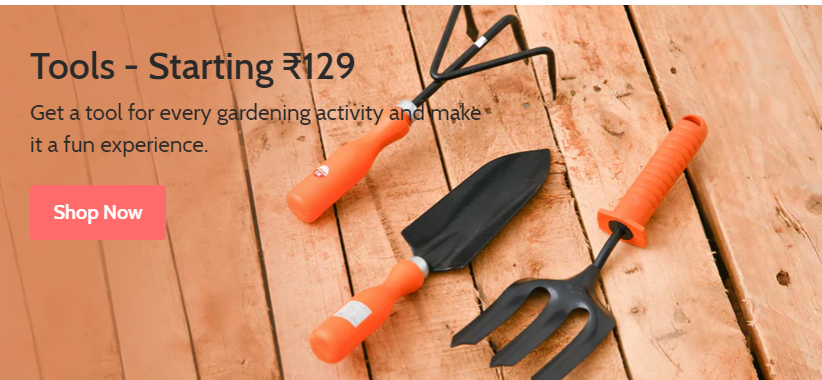 Tools - Starting ₹129
Get a tool for every gardening activity and make
it a fun experience.
Shop Now